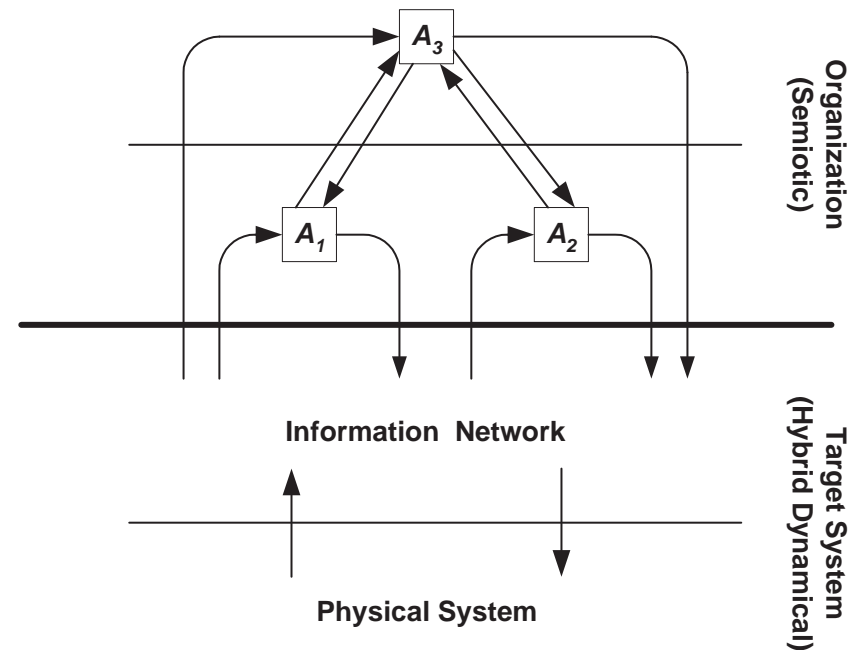 A3
Organization
(Semiotic)
A1
A2
Information Network
Target System
(Hybrid Dynamical)
Physical System